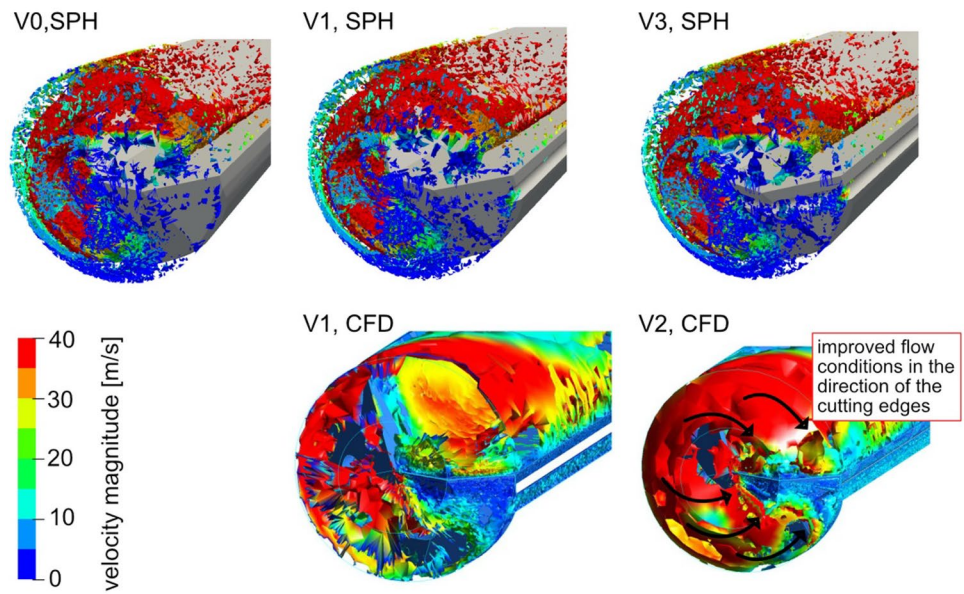 V0,SPH
V1, SPH
V3, SPH
V1, CFD
V2, CFD
improved flow
conditions in the
direction of the
cutting edges
40
30
20
10
0
velocity magnitude [m/s]